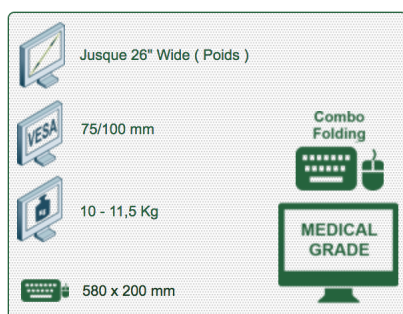 Jusque 26" Wide ( Poids )
VESA
75/100 mm
Combo
Folding
KG
10 - 11,5 Kg
MEDICAL
GRADE
580 x 200 mm